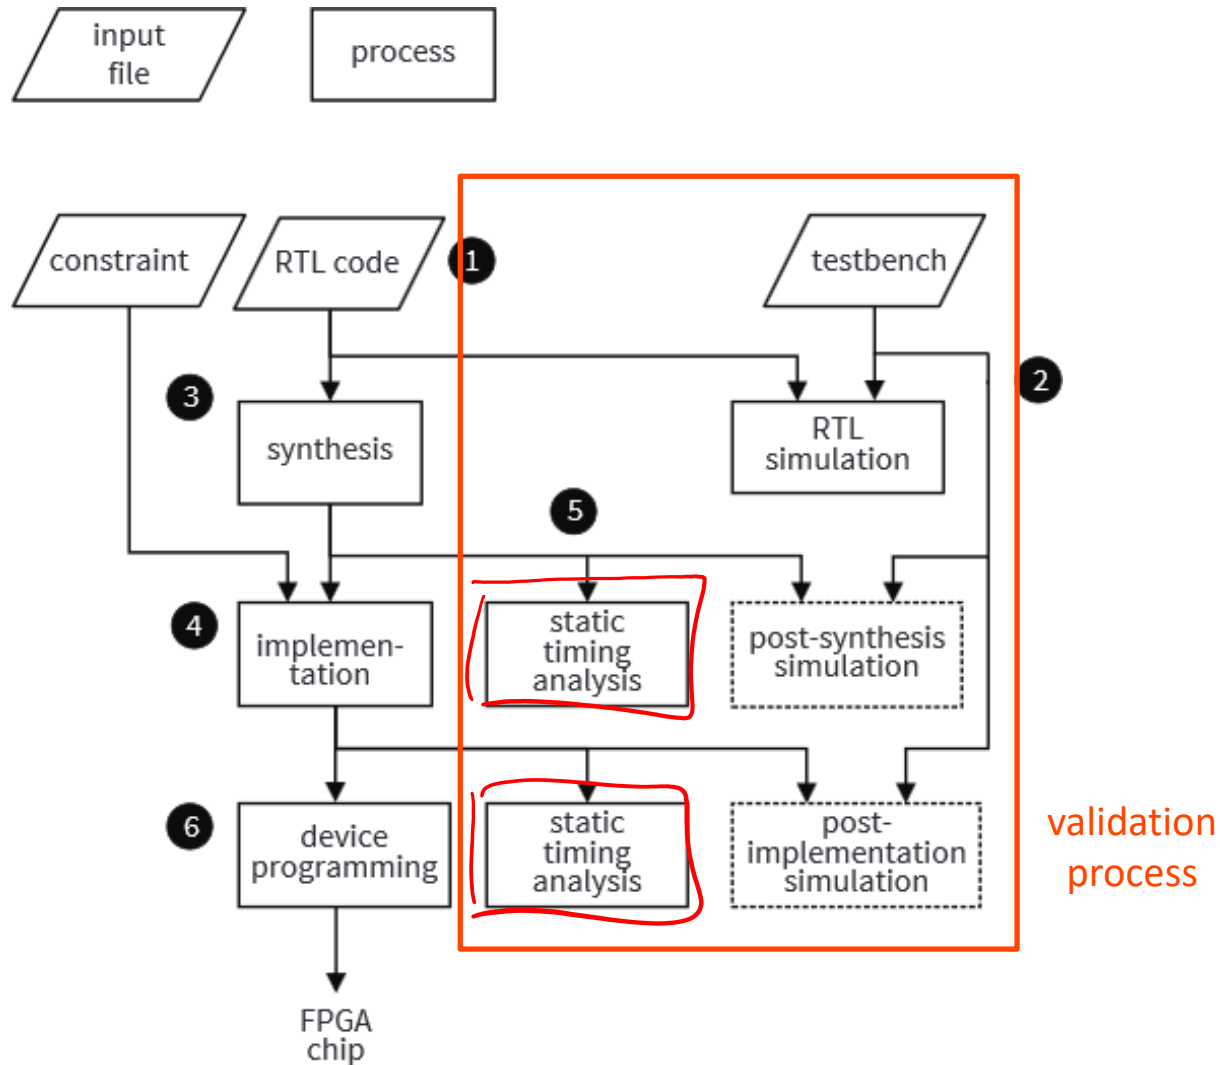 input
file
process
constraint
RTL code
1
testbench
2
3
synthesis
RTL
simulation
5
4
implemen-
tation
static
timing
analysis
post-synthesis
simulation
6
device
programming
static
timing
analysis
post-
implementation
simulation
validation
process
FPGA
chip